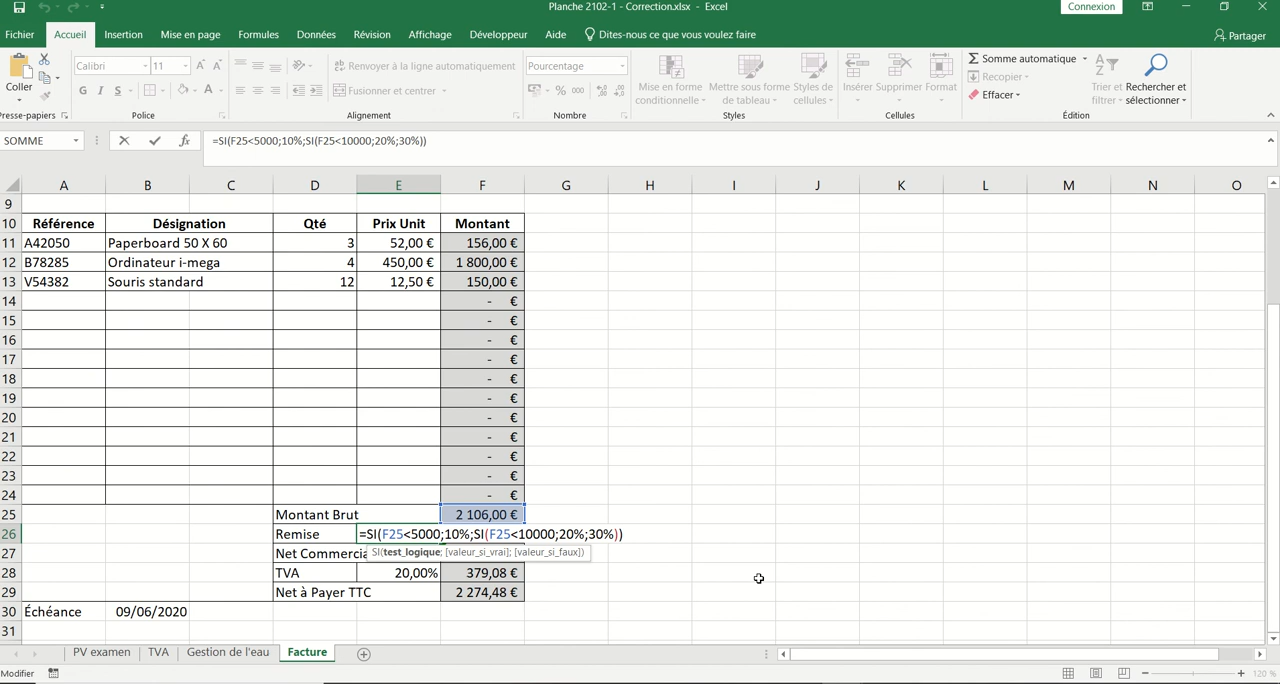 Planche 2102-1 - Correction.xlsx - Excel
Connexion
Fichier Accueil Insertion Mise en page Formules Données Révision Affichage Développeur Aide Dites-nous ce que vous voulez faire Partager
Calibri 11 Renvoyer à la ligne automatiquement Pourcentage Somme automatique
Coller Mise en forme Mettre sous forme Styles de Insérer Supprimer Format Recopier Trier et Rechercher et
G I S Fusionner et centrer % 000 conditionnelle de tableau cellules Effacer filtrer sélectionner
Presse-papiers Police Alignement Nombre Styles Cellules Édition
SOMME fx =SI(F25<5000;10%;SI(F25<10000;20%;30%))
A B C D E F G H I J K L M N O
9
10 Référence Désignation Qté Prix Unit Montant
11 A42050 Paperboard 50 X 60 3 52,00 € 156,00 €
12 B78285 Ordinateur i-mega 4 450,00 € 1 800,00 €
13 V54382 Souris standard 12 12,50 € 150,00 €
14 - €
15 - €
16 - €
17 - €
18 - €
19 - €
20 - €
21 - €
22 - €
23 - €
24 - €
25 Montant Brut 2 106,00 €
26 Remise =SI(F25<5000;10%;SI(F25<10000;20%;30%))
27 Net Commercia SI(test_logique; [valeur_si_vrai]; [valeur_si_faux])
28 TVA 20,00% 379,08 €
29 Net à Payer TTC 2 274,48 €
30 Échéance 09/06/2020
31
PV examen TVA Gestion de l'eau Facture
Modifier 120 %